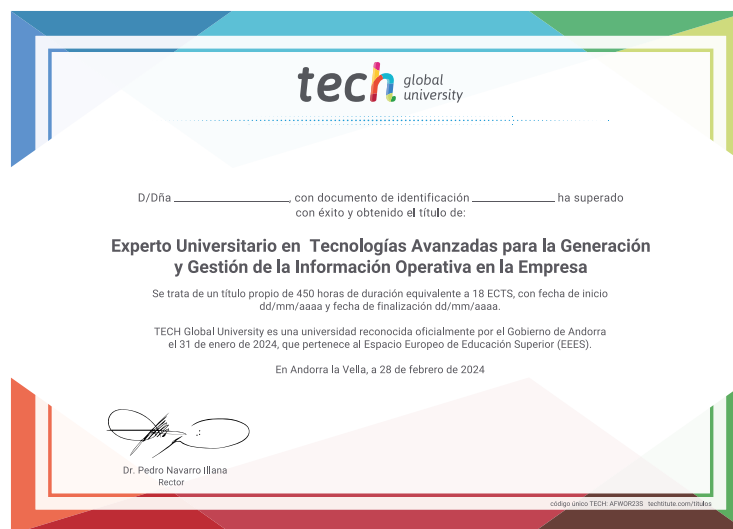 tech global university
D/Dña ____________________, con documento de identificación ______________ ha superado
con éxito y obtenido el título de:
Experto Universitario en Tecnologías Avanzadas para la Generación
y Gestión de la Información Operativa en la Empresa
Se trata de un título propio de 450 horas de duración equivalente a 18 ECTS, con fecha de inicio
dd/mm/aaaa y fecha de finalización dd/mm/aaaa.
TECH Global University es una universidad reconocida oficialmente por el Gobierno de Andorra
el 31 de enero de 2024, que pertenece al Espacio Europeo de Educación Superior (EEES).
En Andorra la Vella, a 28 de febrero de 2024
Dr. Pedro Navarro Illana
Rector
código único TECH: AFWOR235 techtitute.com/titulos